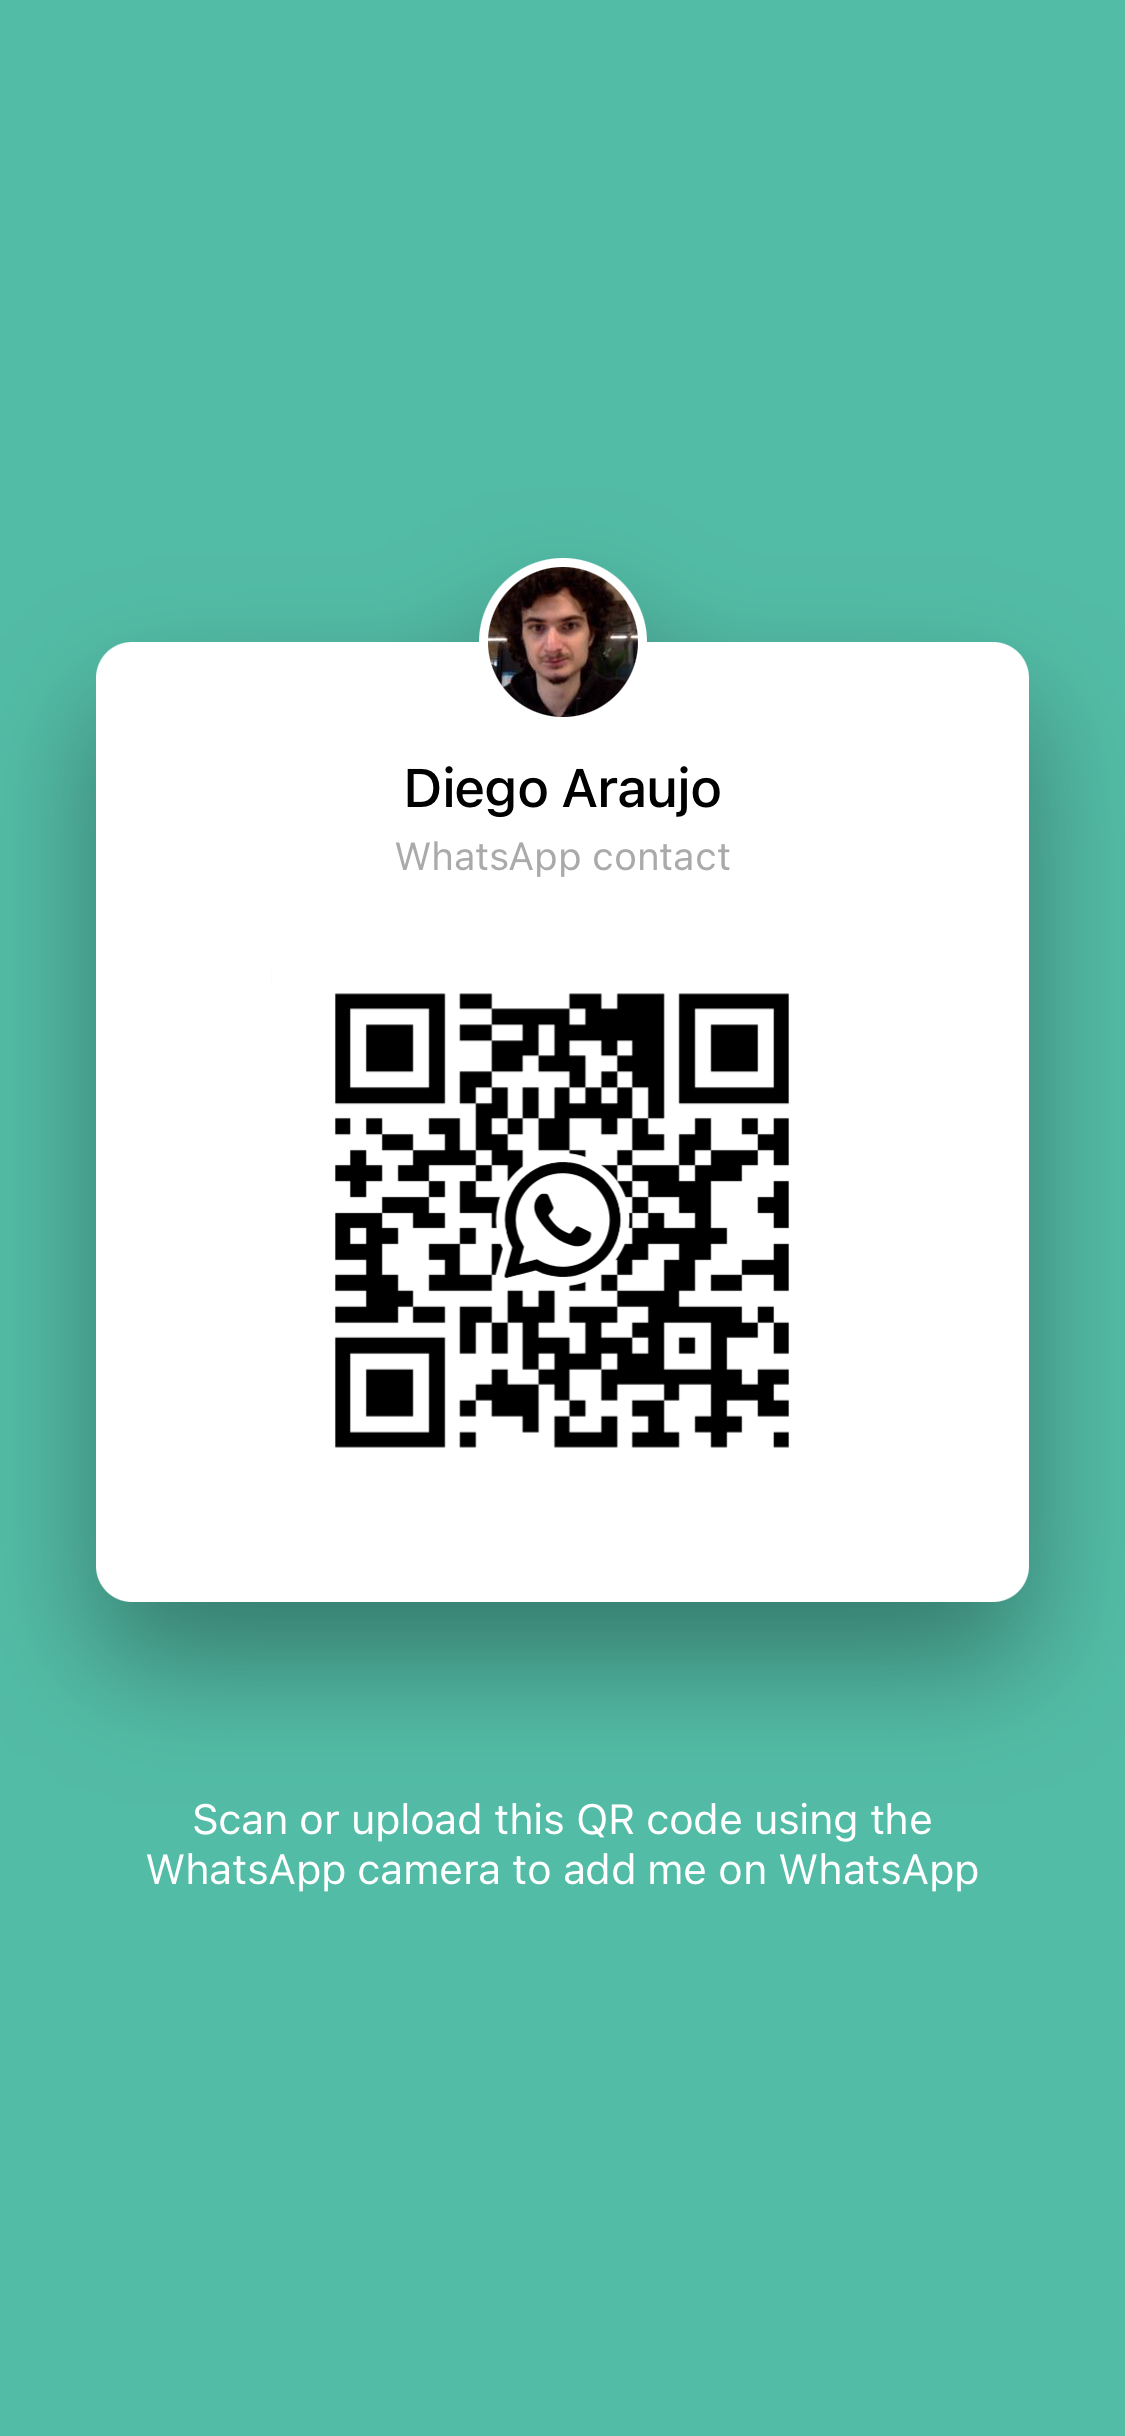 Diego Araujo
WhatsApp contact
Scan or upload this QR code using the
WhatsApp camera to add me on WhatsApp